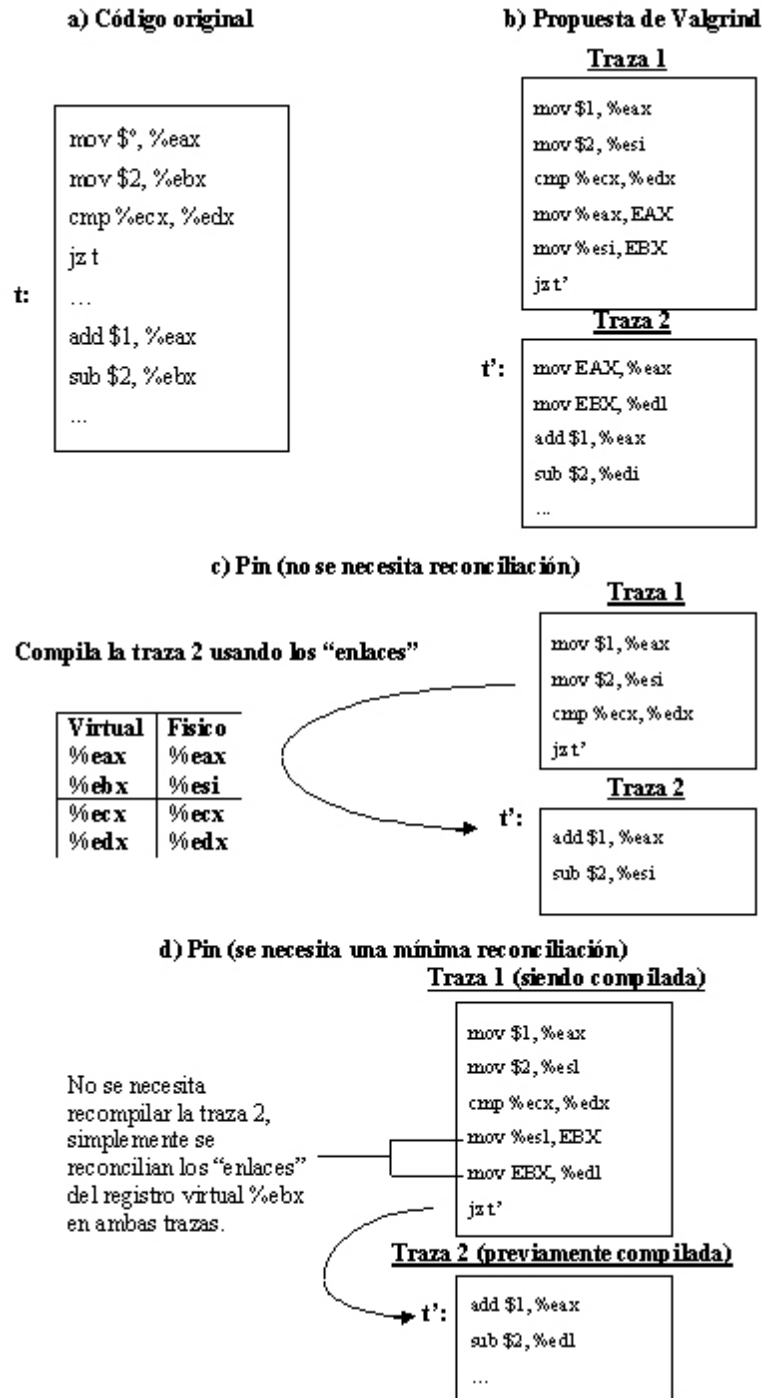 a) Código original
mov $º, %eax
mov $2, %ebx
cmp %ecx, %edx
jz t
t:
...
add $1, %eax
sub $2, %ebx
...
b) Propuesta de Valgrind
Traza 1
mov $1, %eax
mov $2, %esi
cmp %ecx, %edx
mov %eax, EAX
mov %esi, EBX
jz t’
Traza 2
t’:
mov EAX, %eax
mov EBX, %edl
add $1, %eax
sub $2, %edi
...
c) Pin (no se necesita reconciliación)
Compila la traza 2 usando los “enlaces”
Virtual Físico
%eax %eax
%ebx %esi
%ecx %ecx
%edx %edx
Traza 1
mov $1, %eax
mov $2, %esi
cmp %ecx, %edx
jz t’
Traza 2
t’:
add $1, %eax
sub $2, %esi
d) Pin (se necesita una mínima reconciliación)
Traza 1 (siendo compilada)
mov $1, %eax
mov $2, %esl
cmp %ecx, %edx
mov %esl, EBX
mov EBX, %edl
jz t’
No se necesita
recompilar la traza 2,
simplemente se
reconcilian los “enlaces”
del registro virtual %ebx
en ambas trazas.
Traza 2 (previamente compilada)
t’:
add $1, %eax
sub $2, %edl
...